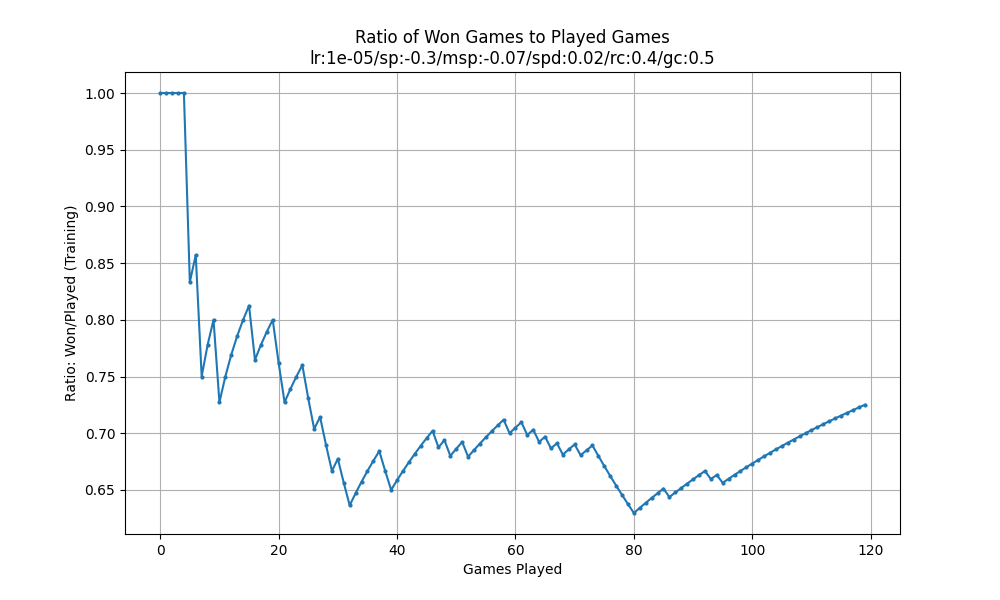 Ratio of Won Games to Played Games
lr:1e-05/sp:-0.3/msp:-0.07/spd:0.02/rc:0.4/gc:0.5
Ratio: Won/Played (Training)
1.00
0.95
0.90
0.85
0.80
0.75
0.70
0.65
0 20 40 60 80 100 120
Games Played